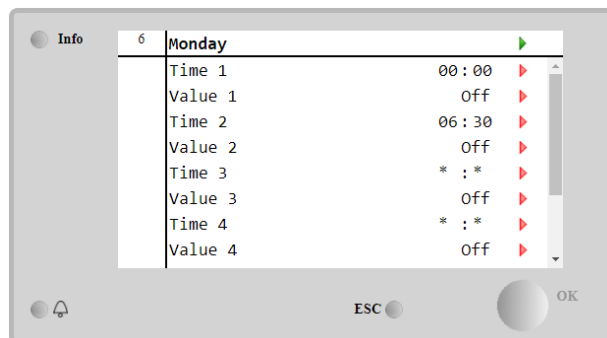 Info
6 Monday
Time 1 00:00
Value 1 Off
Time 2 06:30
Value 2 Off
Time 3 * :*
Value 3 Off
Time 4 * :*
Value 4 Off
ESC OK